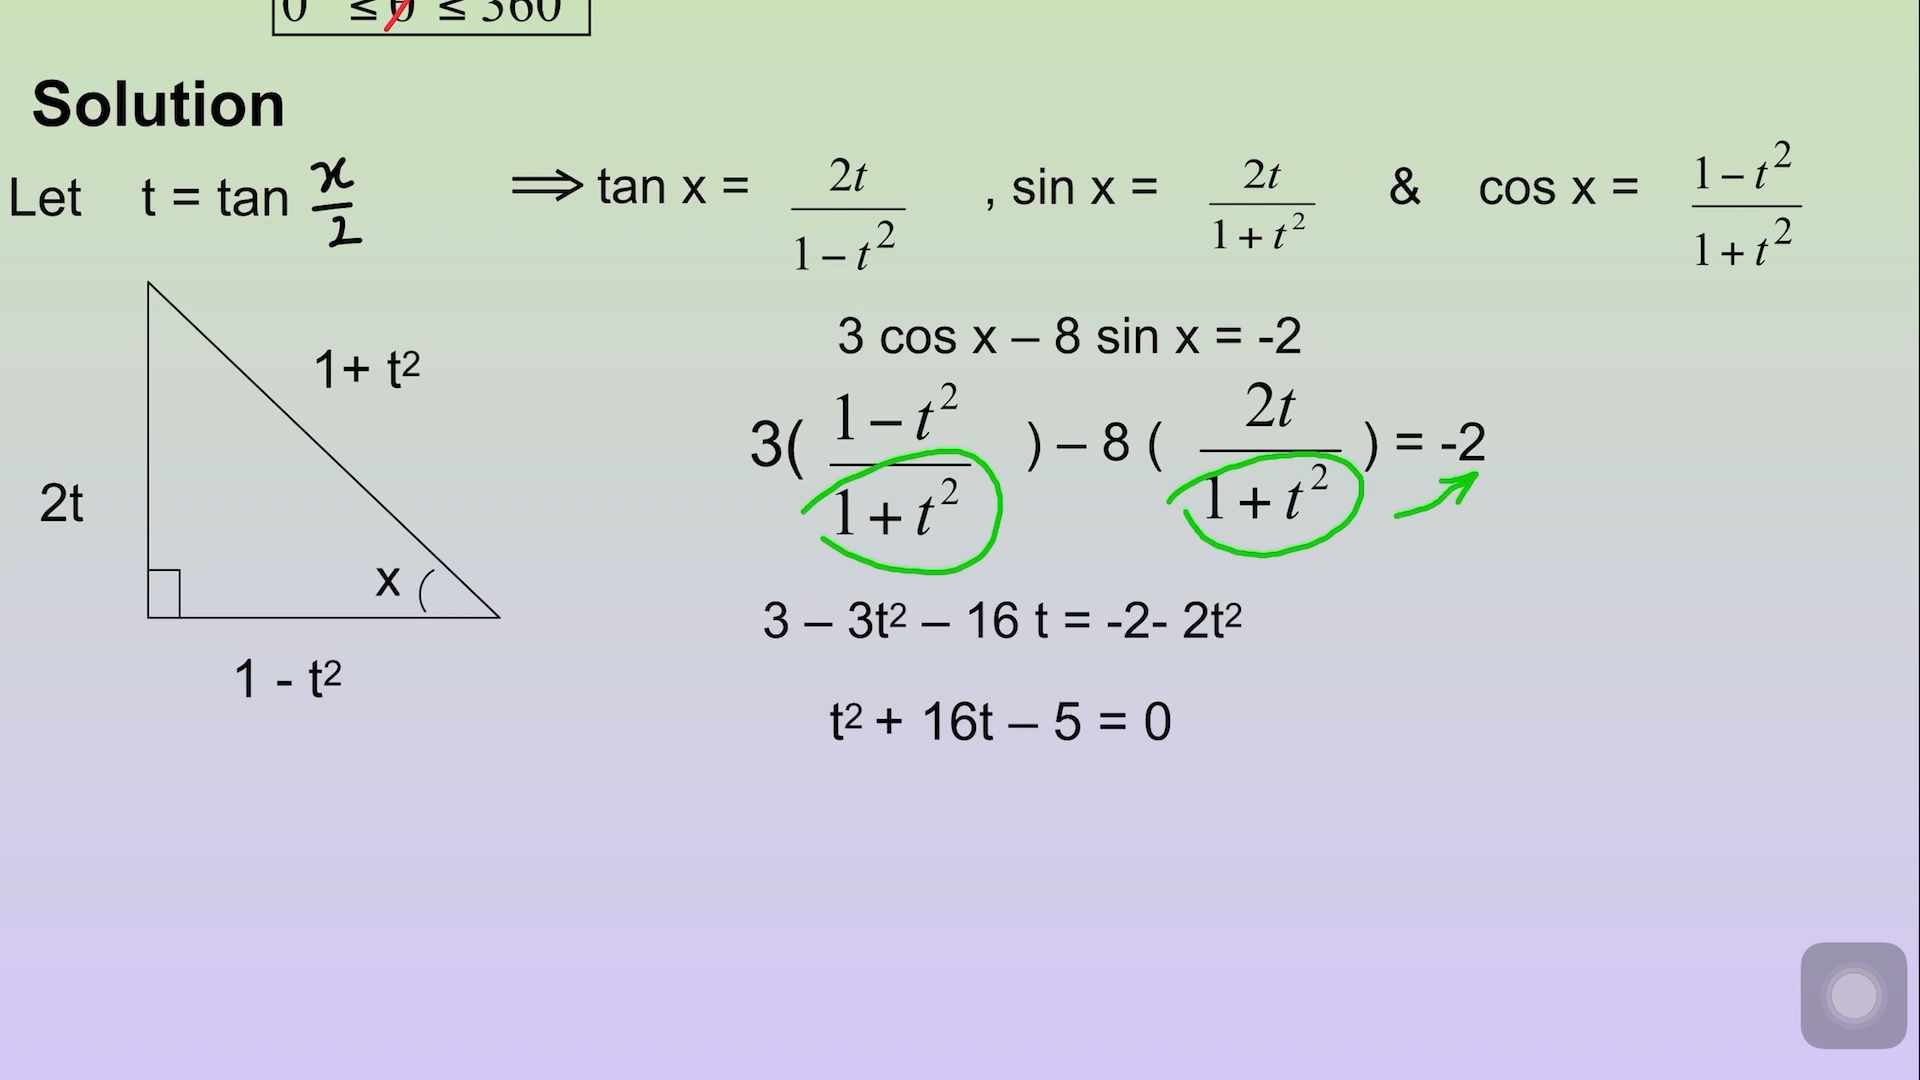 0 ≤ θ ≤ 360
Solution
Let t = tan x/2 ⟹ tan x = 2t/(1 − t²) , sin x = 2t/(1 + t²) & cos x = (1 − t²)/(1 + t²)
1+ t²
3 cos x – 8 sin x = -2
3( (1 − t²)/(1 + t²) ) – 8 ( 2t/(1 + t²) ) = -2
2t
x
3 – 3t² – 16 t = -2- 2t²
1 - t²
t² + 16t – 5 = 0